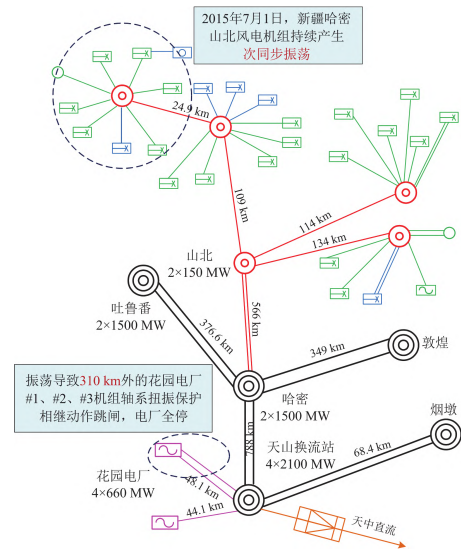 2015年7月1日，新疆哈密
山北风电机组持续产生
次同步振荡
24.9 km
109 km
114 km
134 km
山北
2×150 MW
吐鲁番
2×1500 MW
566 km
376.6 km
349 km
敦煌
振荡导致310 km外的花园电厂
#1、#2、#3机组轴系扭振保护
相继动作跳闸，电厂全停
哈密
2×1500 MW
烟墩
788 km
天山换流站
4×2100 MW
68.4 km
花园电厂
4×660 MW
48.1 km
44.1 km
天中直流